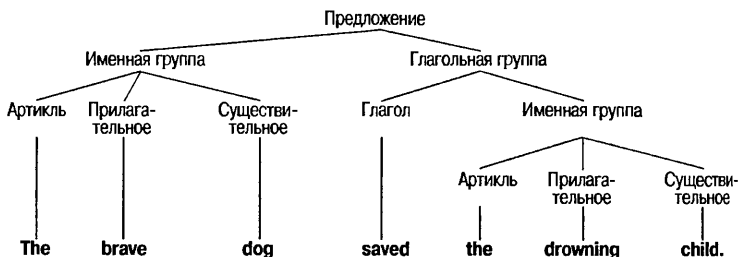 Предложение
Именная группа Глагольная группа
Артикль Прилага- Существи- Глагол Именная группа
тельное тельное
Артикль Прилага- Существи-
тельное тельное
The brave dog saved the drowning child.